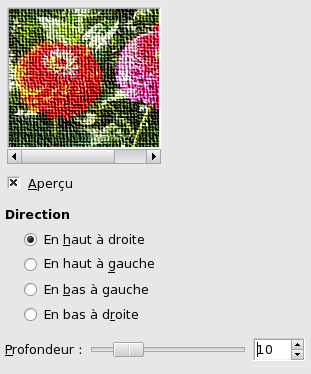 Aperçu
Direction
En haut à droite
En haut à gauche
En bas à gauche
En bas à droite
Profondeur : 10